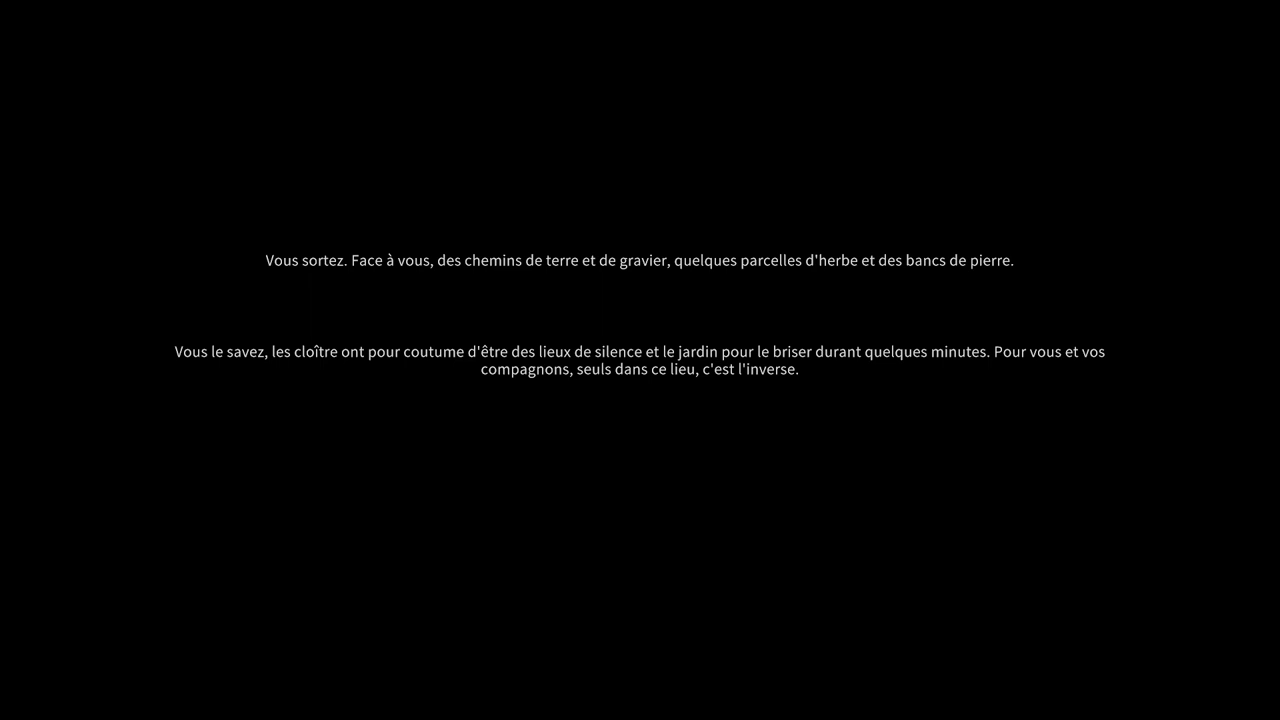 Vous sortez. Face à vous, des chemins de terre et de gravier, quelques parcelles d'herbe et des bancs de pierre.
Vous le savez, les cloître ont pour coutume d'être des lieux de silence et le jardin pour le briser durant quelques minutes. Pour vous et vos
compagnons, seuls dans ce lieu, c'est l'inverse.